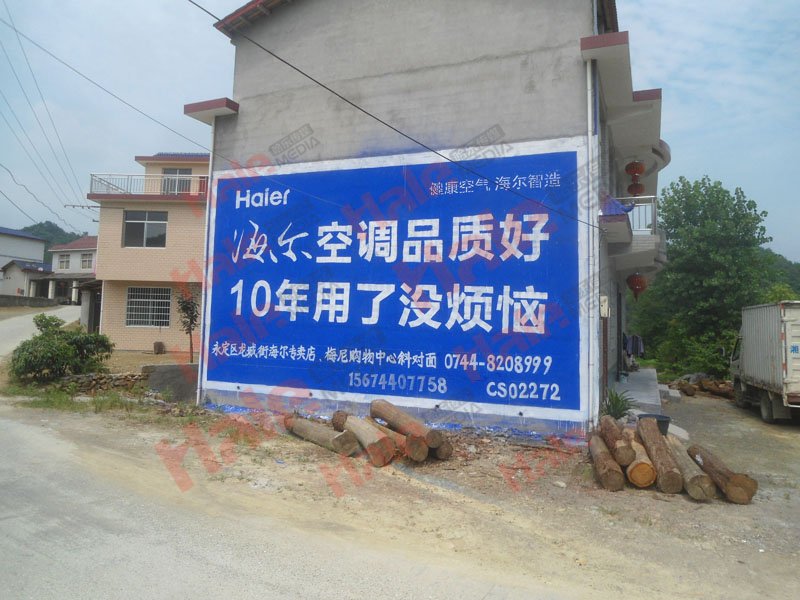 Haier
健康空气 海尔智造
海尔空调品质好
10年用了没烦恼
永定区龙威街海尔专卖店、梅尼购物中心斜对面 0744-8208999
15674407758 CS02272
湘